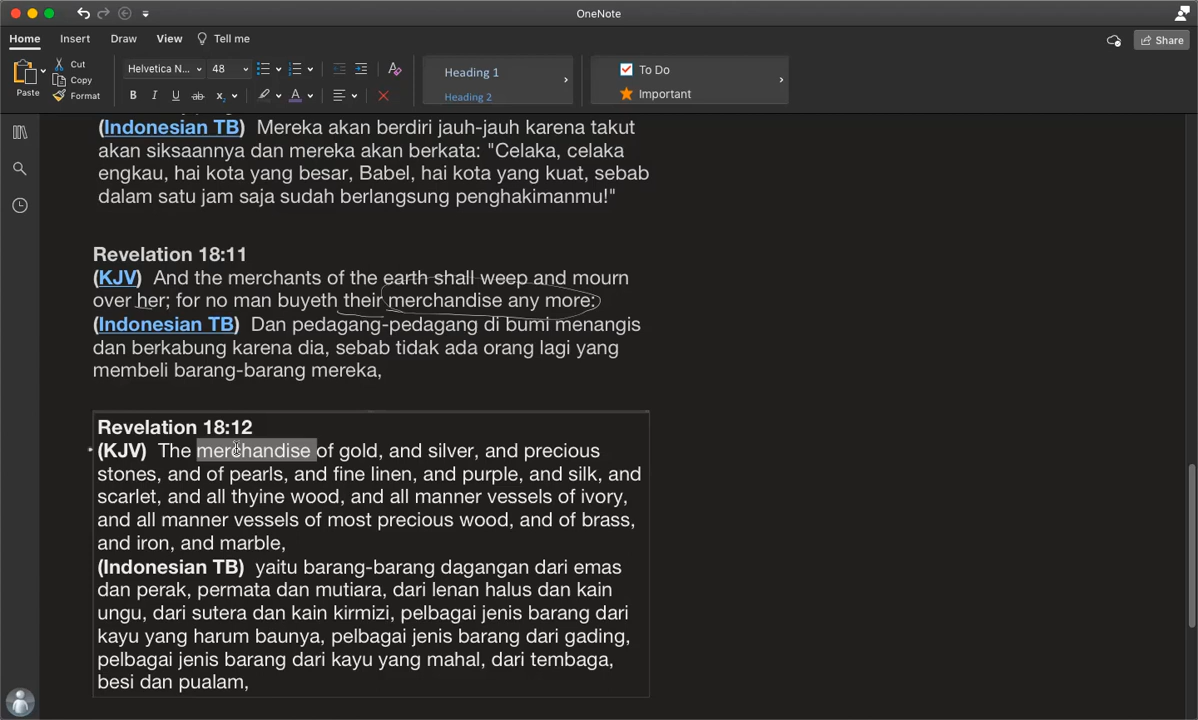 OneNote
Home Insert Draw View Tell me
Share
Paste
Cut
Copy
Format
Helvetica N... 48
B I U ab X₂ A
Heading 1
Heading 2
To Do
Important
(Indonesian TB) Mereka akan berdiri jauh-jauh karena takut
akan siksaannya dan mereka akan berkata: "Celaka, celaka
engkau, hai kota yang besar, Babel, hai kota yang kuat, sebab
dalam satu jam saja sudah berlangsung penghakimanmu!"
Revelation 18:11
(KJV) And the merchants of the earth shall weep and mourn
over her; for no man buyeth their merchandise any more:
(Indonesian TB) Dan pedagang-pedagang di bumi menangis
dan berkabung karena dia, sebab tidak ada orang lagi yang
membeli barang-barang mereka,
Revelation 18:12
(KJV) The merchandise of gold, and silver, and precious
stones, and of pearls, and fine linen, and purple, and silk, and
scarlet, and all thyine wood, and all manner vessels of ivory,
and all manner vessels of most precious wood, and of brass,
and iron, and marble,
(Indonesian TB) yaitu barang-barang dagangan dari emas
dan perak, permata dan mutiara, dari lenan halus dan kain
ungu, dari sutera dan kain kirmizi, pelbagai jenis barang dari
kayu yang harum baunya, pelbagai jenis barang dari gading,
pelbagai jenis barang dari kayu yang mahal, dari tembaga,
besi dan pualam,